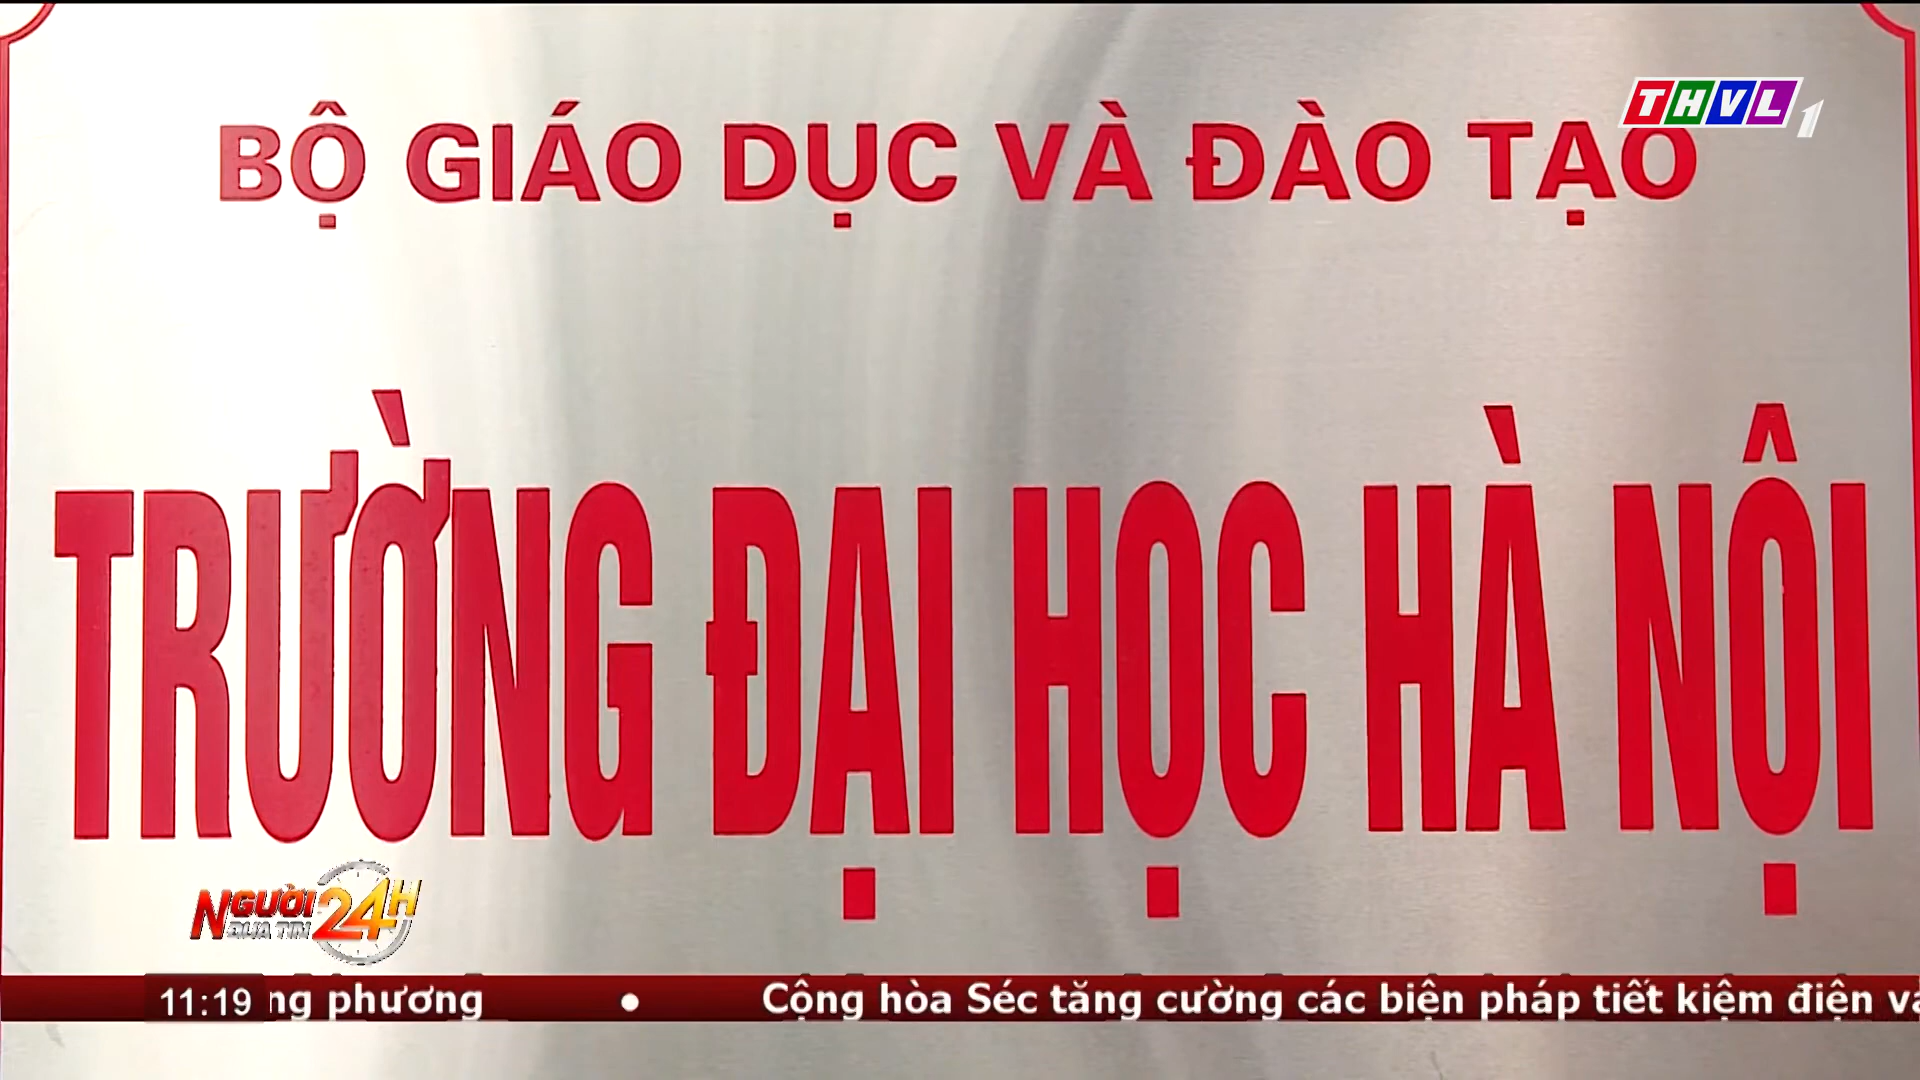 THVL1
BỘ GIÁO DỤC VÀ ĐÀO TẠO
TRƯỜNG ĐẠI HỌC HÀ NỘI
NGƯỜI ĐƯA TIN 24H
11:19 ng phương • Cộng hòa Séc tăng cường các biện pháp tiết kiệm điện và